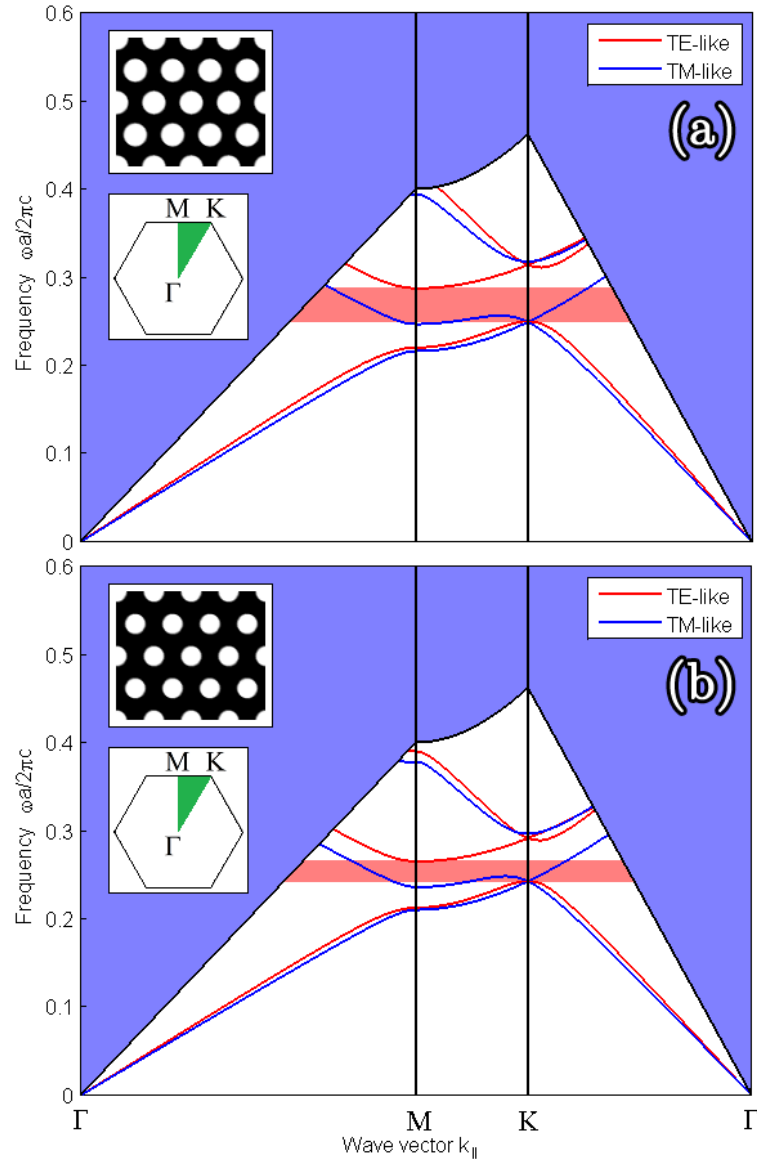 0.6
TE-like
TM-like
(a)
0.5
M K
Γ
0.4
0.3
0.2
0.1
0
Frequency ωa/2πc
0.6
TE-like
TM-like
(b)
0.5
M K
Γ
0.4
0.3
0.2
0.1
0
Frequency ωa/2πc
Γ M K Γ
Wave vector k||